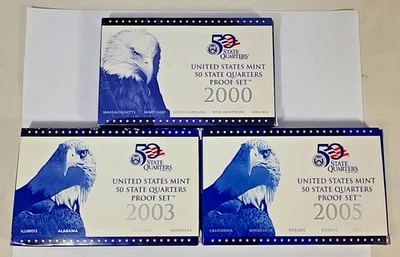 50
STATE
QUARTERS
UNITED STATES MINT
50 STATE QUARTERS
PROOF SET™
2000
MASSACHUSETTS MARYLAND SOUTH CAROLINA NEW HAMPSHIRE VIRGINIA
50
STATE
QUARTERS
UNITED STATES MINT
50 STATE QUARTERS
PROOF SET™
2003
ILLINOIS ALABAMA ARKANSAS
50
STATE
QUARTERS
UNITED STATES MINT
50 STATE QUARTERS
PROOF SET™
2005
CALIFORNIA MINNESOTA OREGON KANSAS